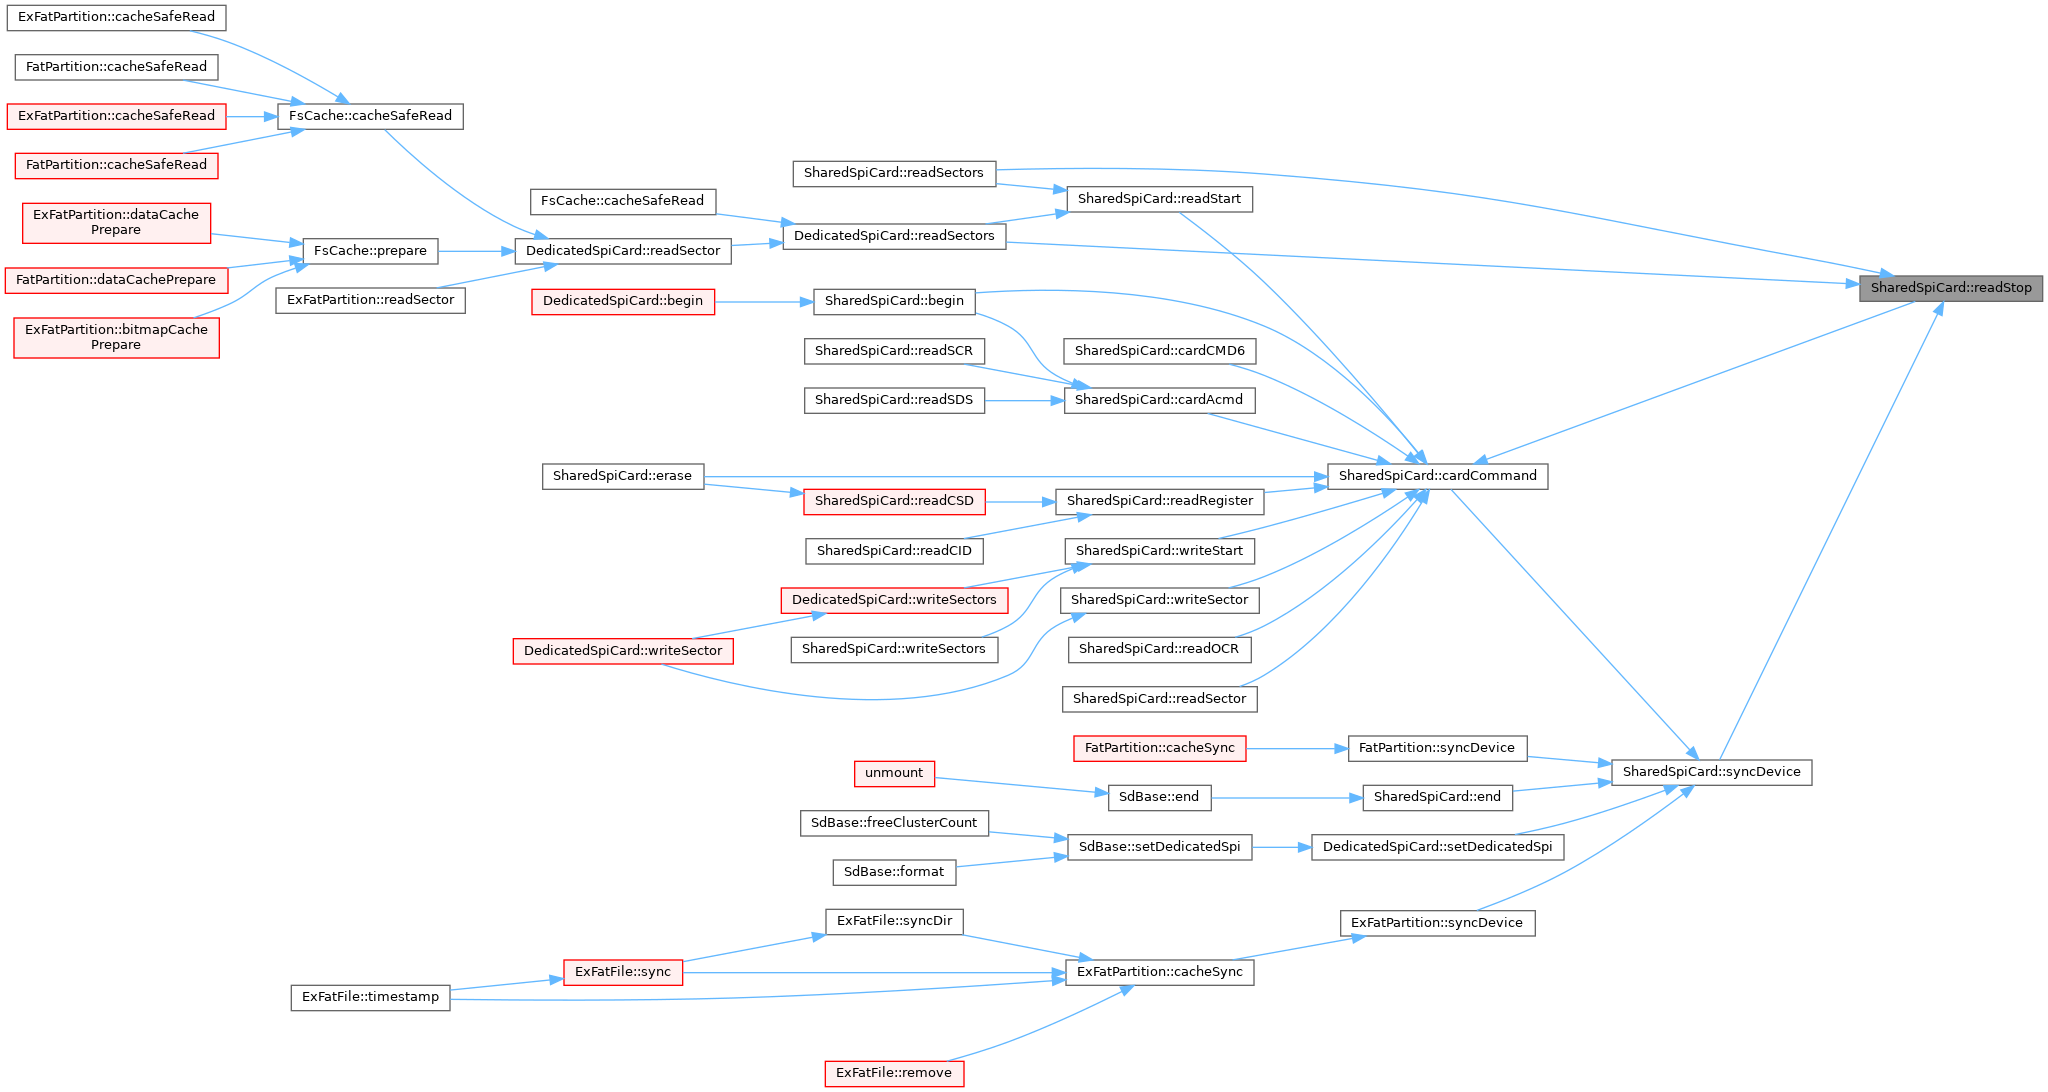 ExFatPartition::cacheSafeRead
FatPartition::cacheSafeRead
ExFatPartition::cacheSafeRead
FsCache::cacheSafeRead
FatPartition::cacheSafeRead
SharedSpiCard::readSectors
SharedSpiCard::readStart
FsCache::cacheSafeRead
ExFatPartition::dataCache
Prepare
DedicatedSpiCard::readSectors
FsCache::prepare
DedicatedSpiCard::readSector
FatPartition::dataCachePrepare
SharedSpiCard::readStop
ExFatPartition::readSector
DedicatedSpiCard::begin
SharedSpiCard::begin
ExFatPartition::bitmapCache
Prepare
SharedSpiCard::readSCR
SharedSpiCard::cardCMD6
SharedSpiCard::readSDS
SharedSpiCard::cardAcmd
SharedSpiCard::erase
SharedSpiCard::cardCommand
SharedSpiCard::readCSD
SharedSpiCard::readRegister
SharedSpiCard::readCID
SharedSpiCard::writeStart
DedicatedSpiCard::writeSectors
SharedSpiCard::writeSector
DedicatedSpiCard::writeSector
SharedSpiCard::writeSectors
SharedSpiCard::readOCR
SharedSpiCard::readSector
FatPartition::cacheSync
FatPartition::syncDevice
unmount
SharedSpiCard::syncDevice
SdBase::end
SharedSpiCard::end
SdBase::freeClusterCount
SdBase::setDedicatedSpi
DedicatedSpiCard::setDedicatedSpi
SdBase::format
ExFatFile::syncDir
ExFatPartition::syncDevice
ExFatFile::sync
ExFatPartition::cacheSync
ExFatFile::timestamp
ExFatFile::remove